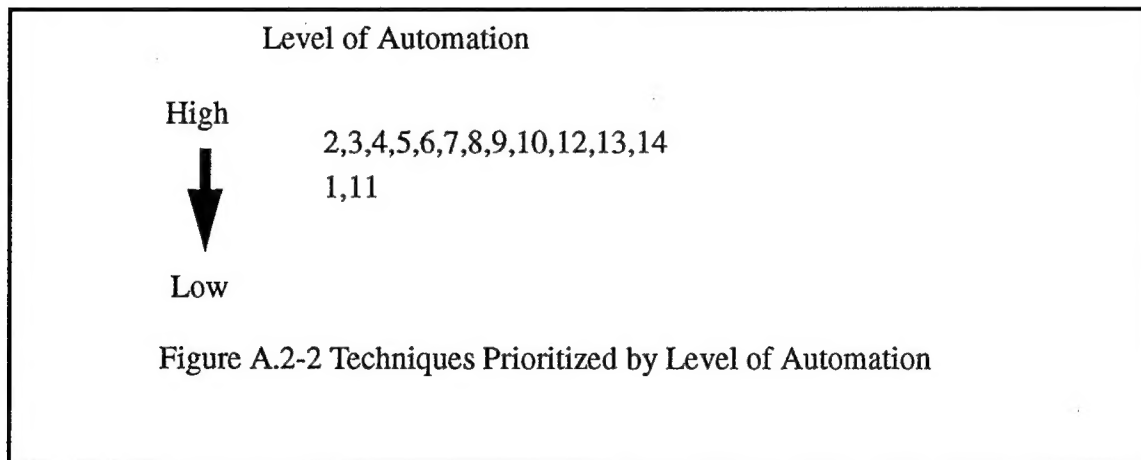 Level of Automation
High
2,3,4,5,6,7,8,9,10,12,13,14
1,11
Low
Figure A.2-2 Techniques Prioritized by Level of Automation